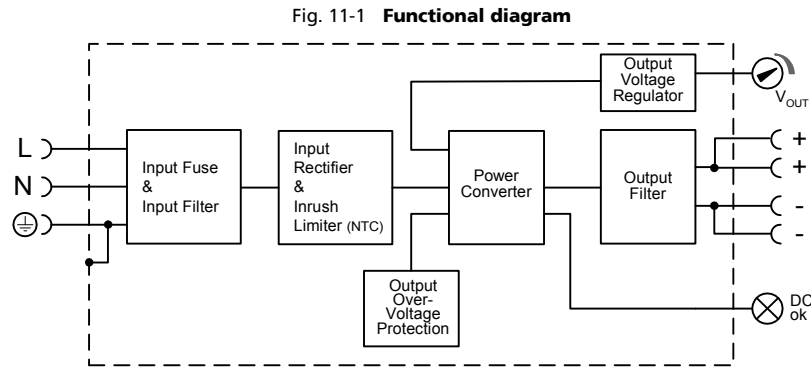 Fig. 11-1 Functional diagram
Output
Voltage
Regulator
V_OUT
L
N
Input Fuse
&
Input Filter
Input
Rectifier
&
Inrush
Limiter (NTC)
Power
Converter
Output
Filter
+
+
-
-
Output
Over-
Voltage
Protection
DC
ok